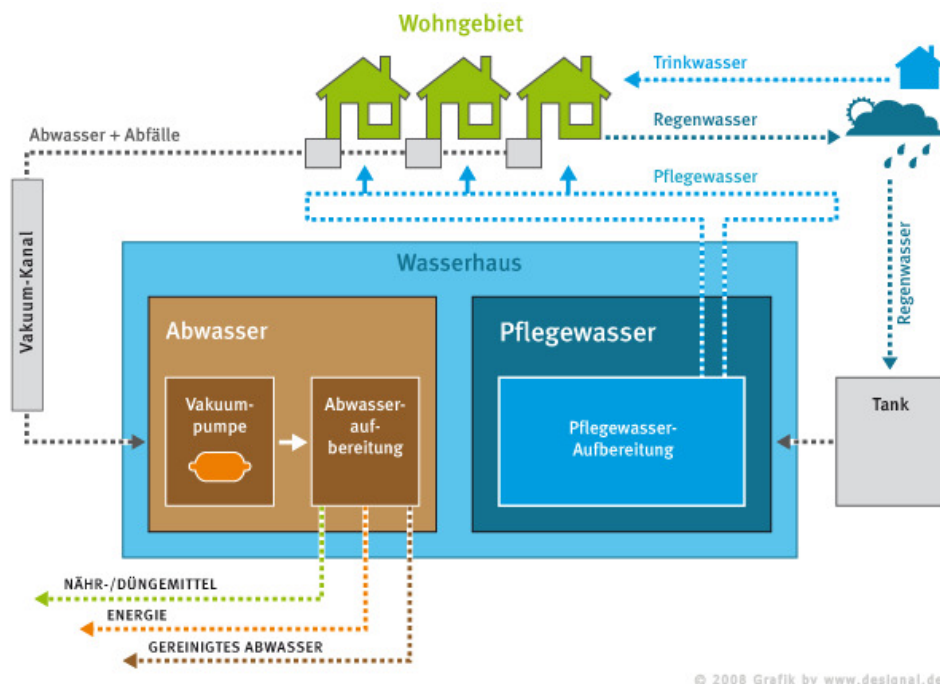 Wohngebiet
Trinkwasser
Abwasser + Abfälle
Regenwasser
Pflegewasser
Vakuum-Kanal
Regenwasser
Wasserhaus
Abwasser
Pflegewasser
Vakuum-
pumpe
Abwasser-
auf-
bereitung
Pflegewasser-
Aufbereitung
Tank
NÄHR-/DÜNGEMITTEL
ENERGIE
GEREINIGTES ABWASSER
© 2008 Grafik by www.designal.de